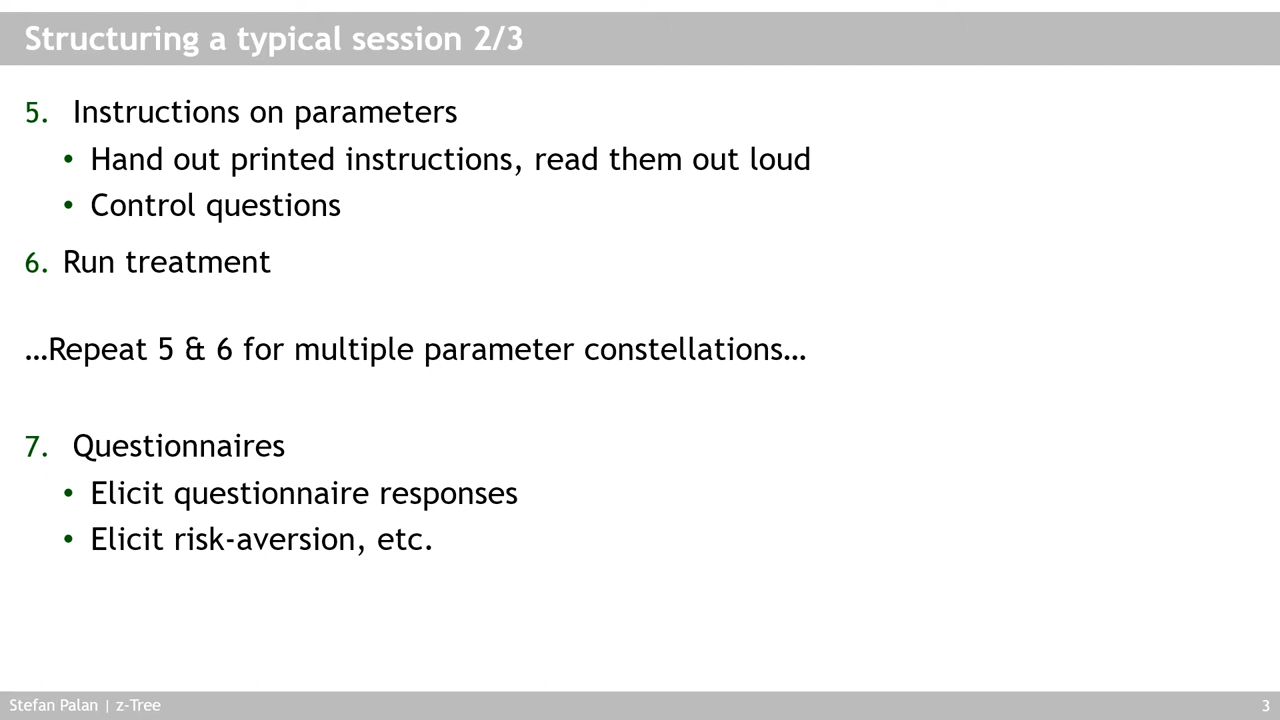 Structuring a typical session 2/3
5. Instructions on parameters
• Hand out printed instructions, read them out loud
• Control questions
6. Run treatment
…Repeat 5 & 6 for multiple parameter constellations…
7. Questionnaires
• Elicit questionnaire responses
• Elicit risk-aversion, etc.
Stefan Palan | z-Tree 3